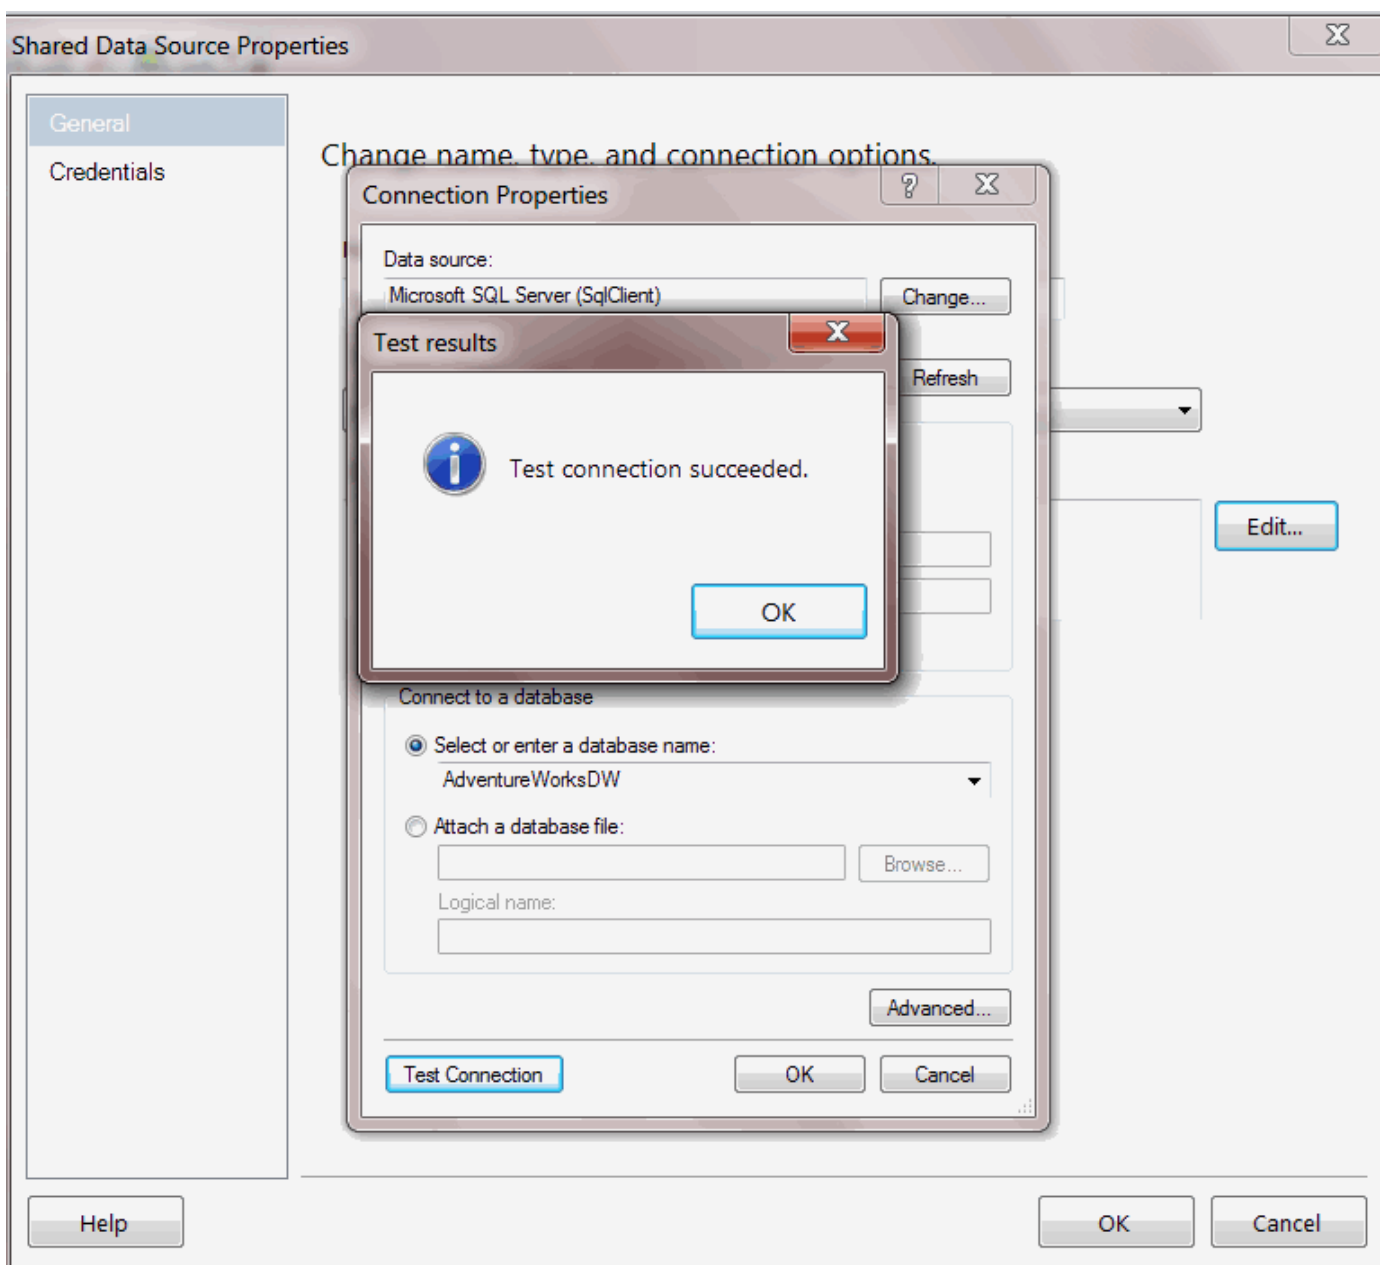 Shared Data Source Properties
General
Credentials
Change name, type, and connection options.
Connection Properties
Data source:
Microsoft SQL Server (SqlClient)
Change...
Test results
Refresh
Test connection succeeded.
Edit...
OK
Connect to a database
Select or enter a database name:
AdventureWorksDW
Attach a database file:
Browse...
Logical name:
Advanced...
Test Connection
OK
Cancel
Help
OK
Cancel